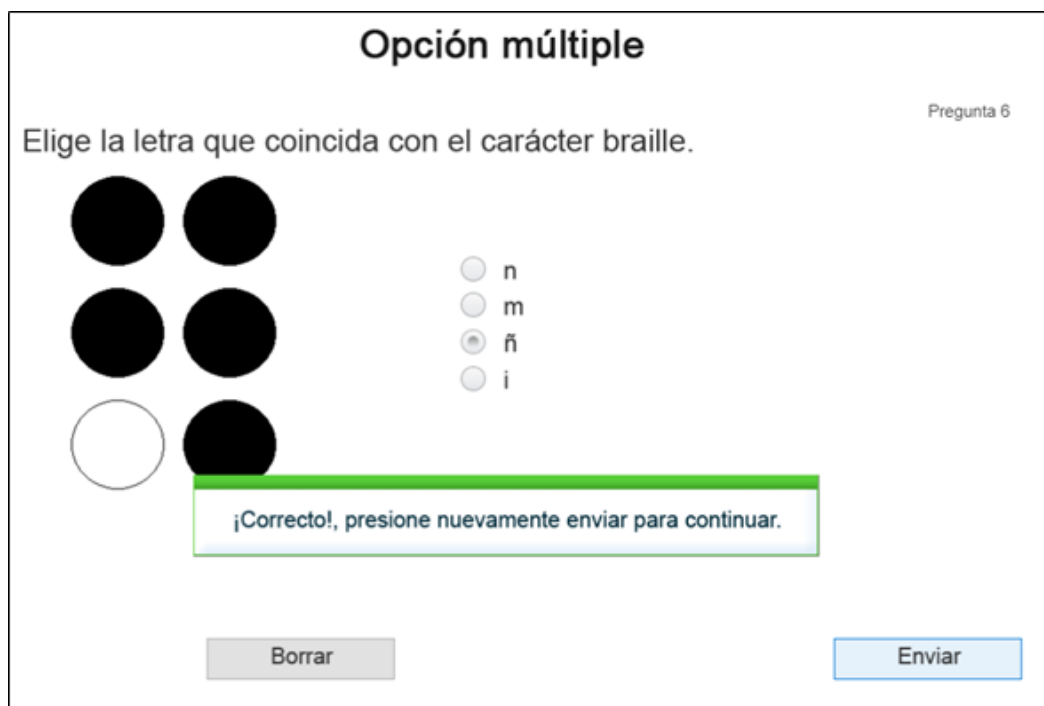 Opción múltiple
Pregunta 6
Elige la letra que coincida con el carácter braille.
n
m
ñ
i
¡Correcto!, presione nuevamente enviar para continuar.
Borrar
Enviar